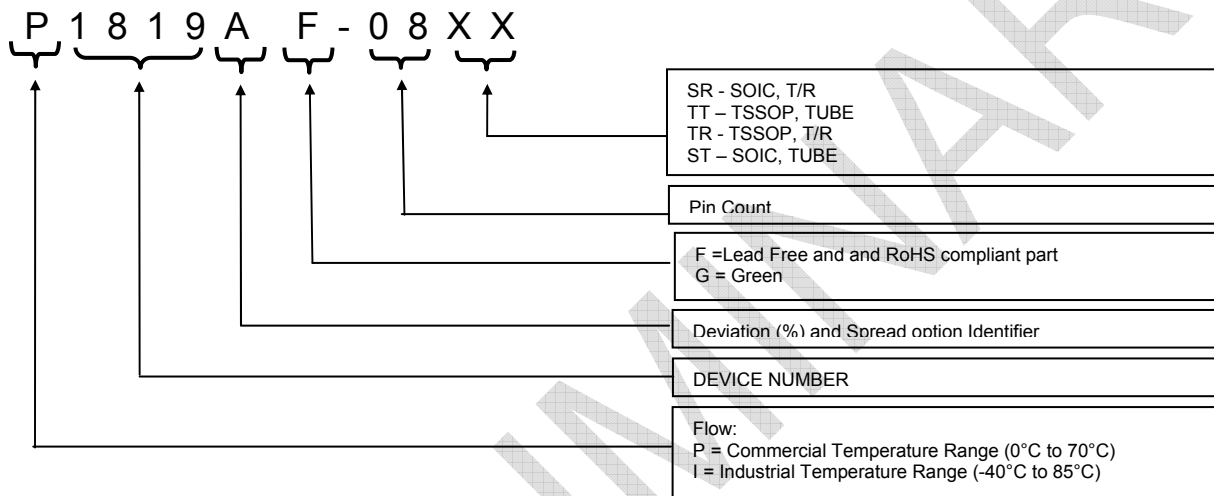 P 1 8 1 9 A F - 0 8 X X
SR - SOIC, T/R
TT – TSSOP, TUBE
TR - TSSOP, T/R
ST – SOIC, TUBE
Pin Count
F =Lead Free and and RoHS compliant part
G = Green
Deviation (%) and Spread option Identifier
DEVICE NUMBER
Flow:
P = Commercial Temperature Range (0°C to 70°C)
I = Industrial Temperature Range (-40°C to 85°C)
IMINAR